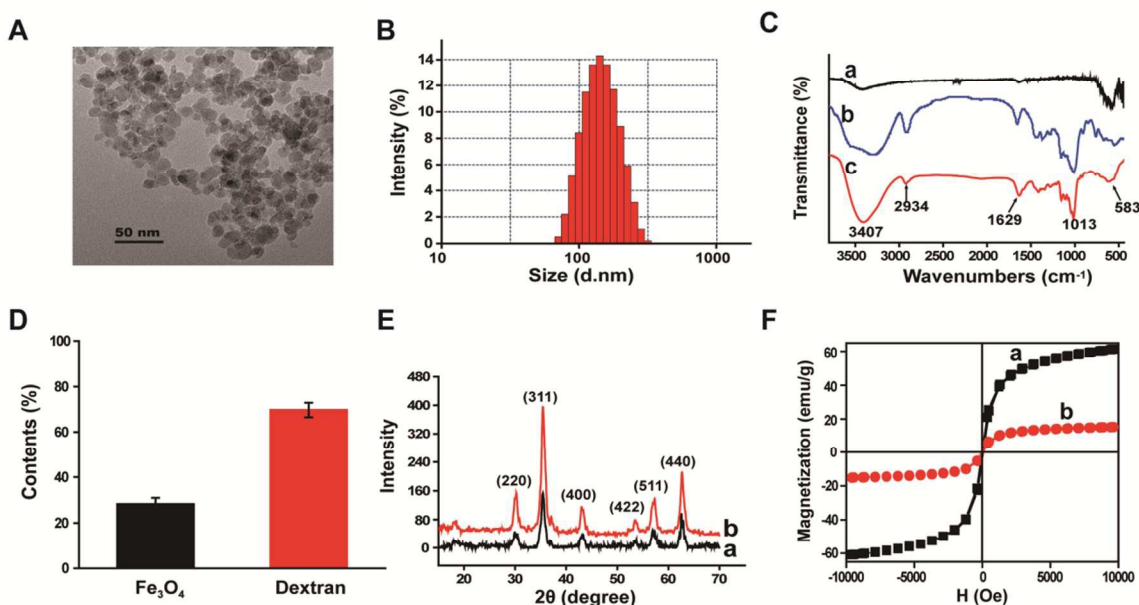 A
50 nm
B
Intensity (%)
14
12
10
8
6
4
2
0
10 100 1000
Size (d.nm)
C
Transmittance (%)
a
b
c
3407
2934
1629
1013
583
3500 3000 2500 2000 1500 1000 500
Wavenumbers (cm⁻¹)
D
Contents (%)
100
80
60
40
20
0
Fe₃O₄ Dextran
E
Intensity
480
400
320
240
160
80
0
(220)
(311)
(400)
(422)
(511)
(440)
b
a
20 30 40 50 60 70
2θ (degree)
F
Magnetization (emu/g)
60
40
20
0
-20
-40
-60
a
b
-10000 -5000 0 5000 10000
H (Oe)